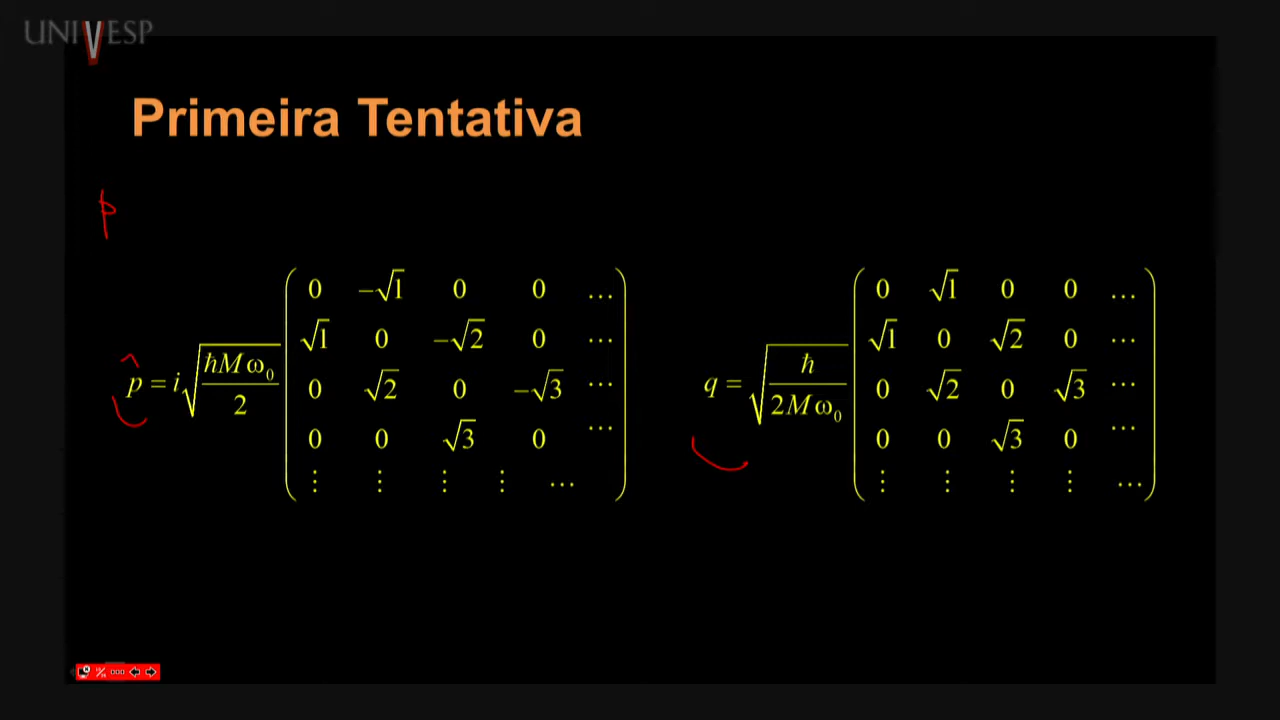 UNIVESP
Primeira Tentativa
p
p̂ = i√(ħMω₀/2) ( 0 −√1 0 0 …
√1 0 −√2 0 …
0 √2 0 −√3 …
0 0 √3 0 …
⋮ ⋮ ⋮ ⋮ … )
q = √(ħ/2Mω₀) ( 0 √1 0 0 …
√1 0 √2 0 …
0 √2 0 √3 …
0 0 √3 0 …
⋮ ⋮ ⋮ ⋮ … )